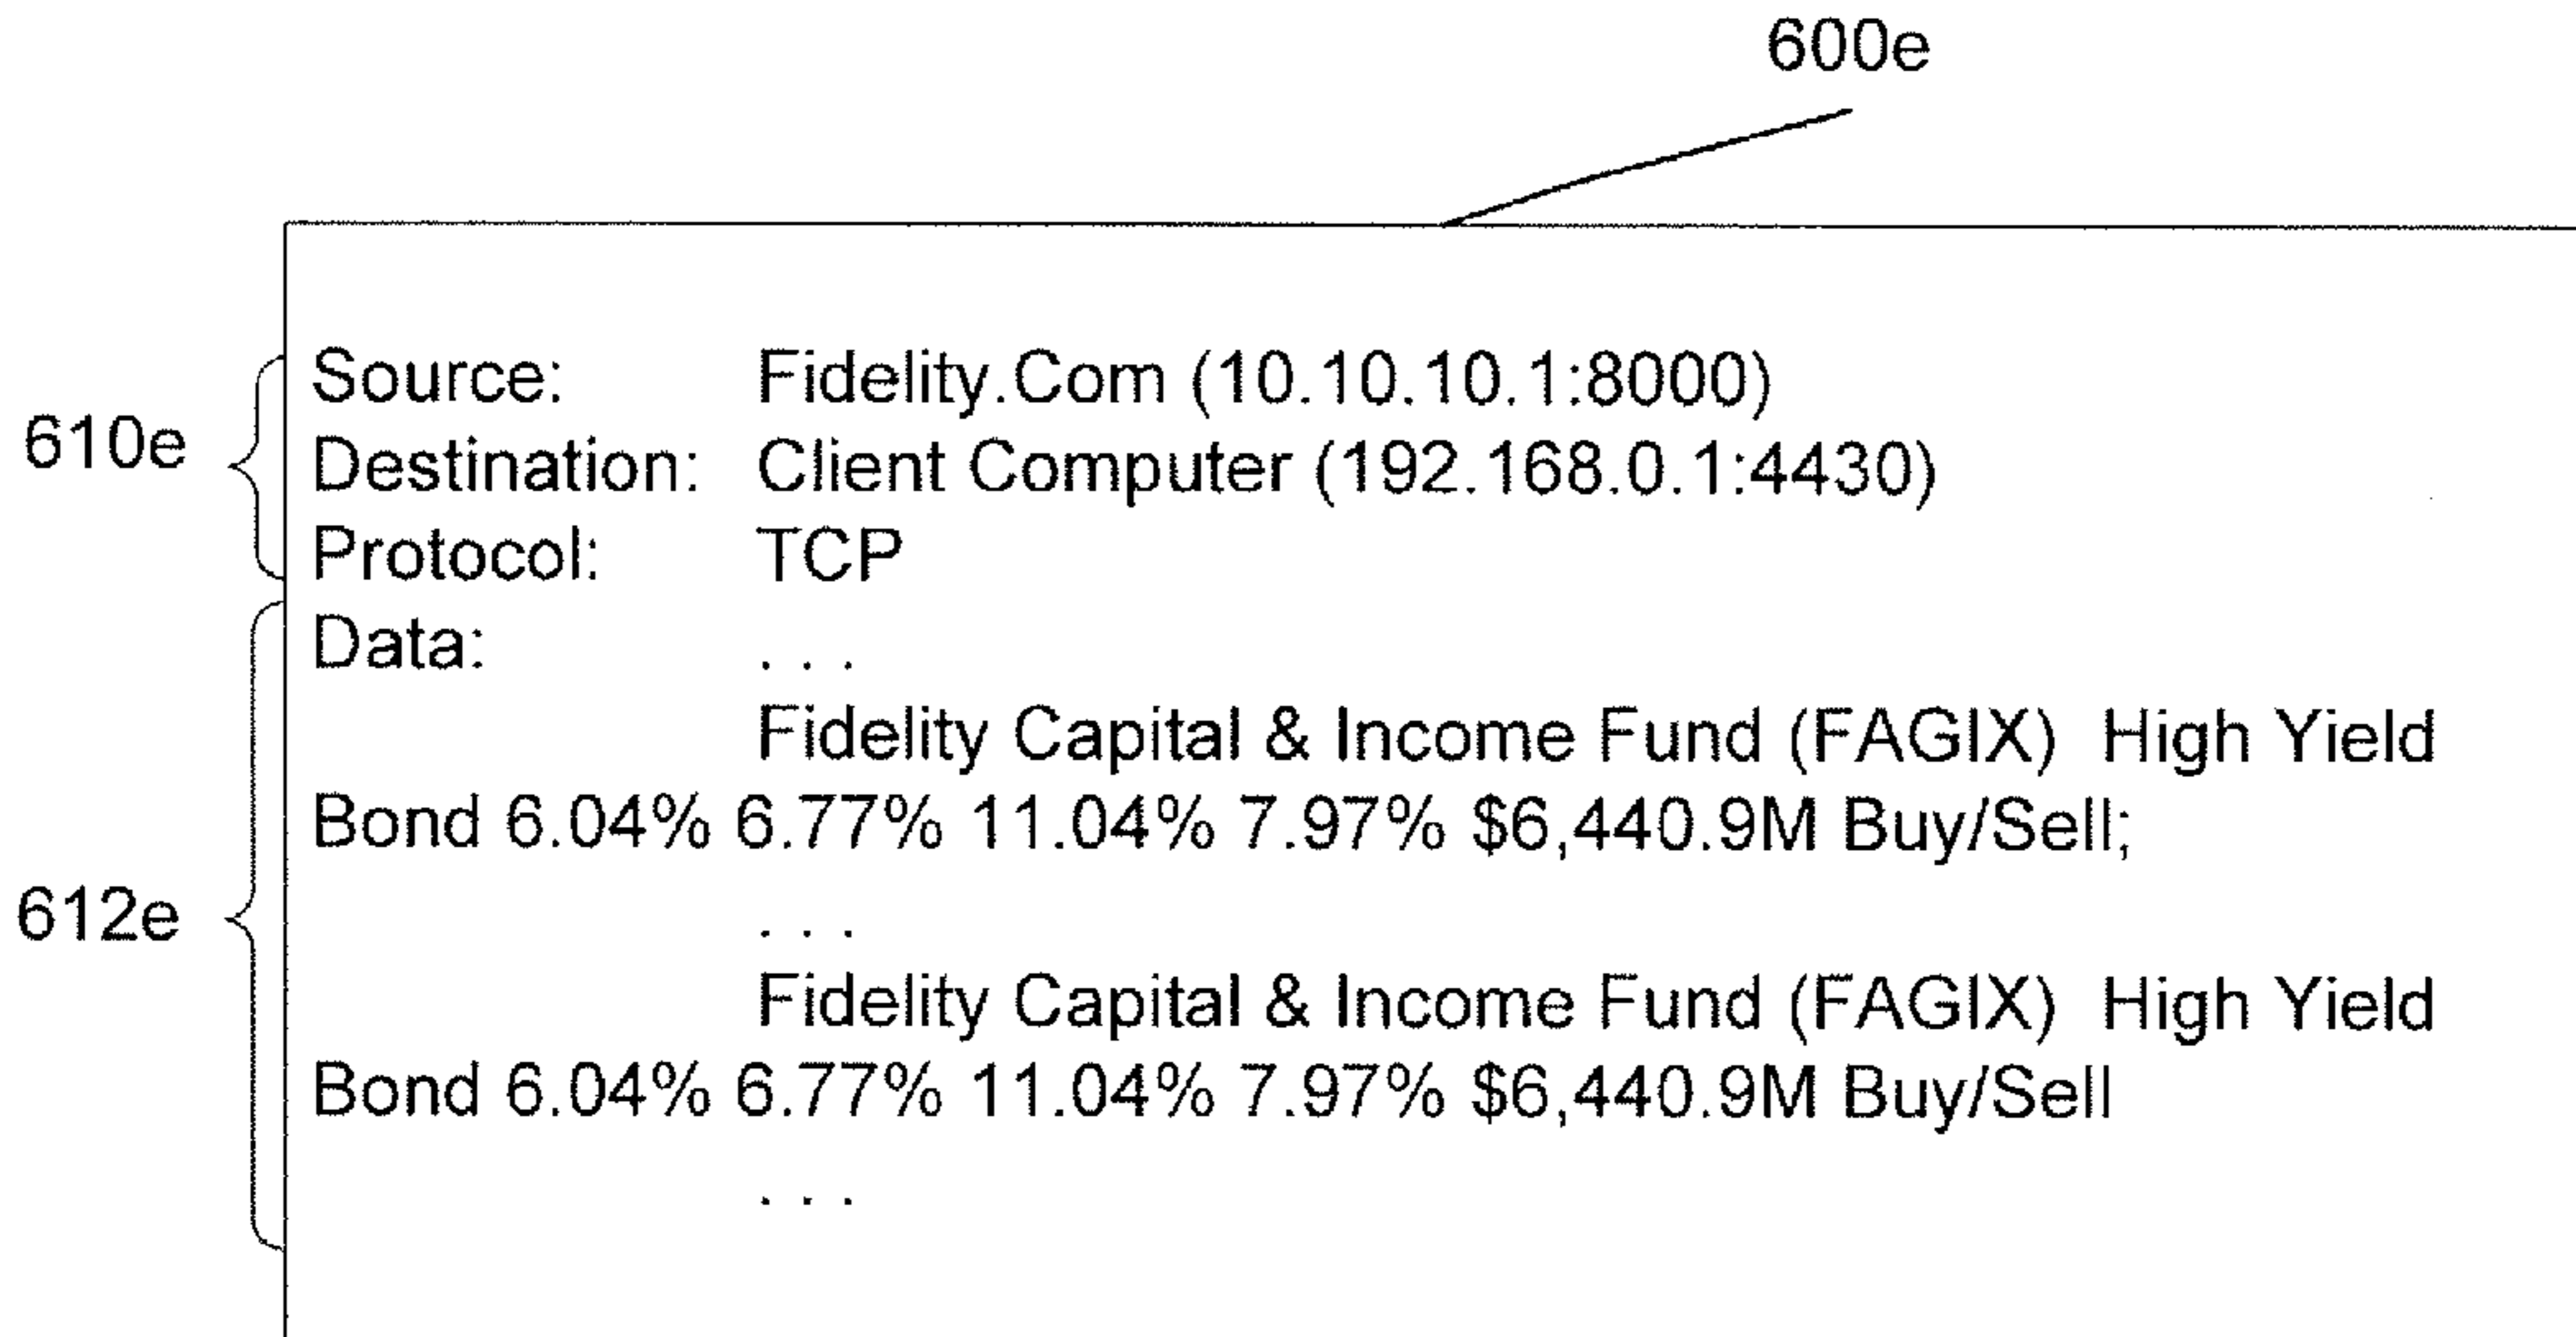 600e
610e
Source: Fidelity.Com (10.10.10.1:8000)
Destination: Client Computer (192.168.0.1:4430)
Protocol: TCP
612e
Data: . . .
Fidelity Capital & Income Fund (FAGIX) High Yield
Bond 6.04% 6.77% 11.04% 7.97% $6,440.9M Buy/Sell;
. . .
Fidelity Capital & Income Fund (FAGIX) High Yield
Bond 6.04% 6.77% 11.04% 7.97% $6,440.9M Buy/Sell
. . .